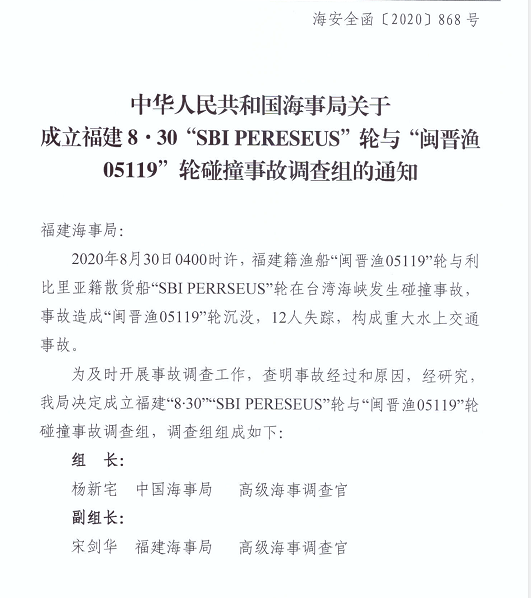 海安全函〔2020〕868号
中华人民共和国海事局关于
成立福建8·30“SBI PERESEUS”轮与“闽晋渔
05119”轮碰撞事故调查组的通知
福建海事局：
2020年8月30日0400时许，福建籍渔船“闽晋渔05119”轮与利
比里亚籍散货船“SBI PERRSEUS”轮在台湾海峡发生碰撞事故，
事故造成“闽晋渔05119”轮沉没，12人失踪，构成重大水上交通
事故。
为及时开展事故调查工作，查明事故经过和原因，经研究，
我局决定成立福建“8·30”“SBI PERESEUS”轮与“闽晋渔05119”轮
碰撞事故调查组，调查组组成如下：
组 长：
杨新宅 中国海事局 高级海事调查官
副组长：
宋剑华 福建海事局 高级海事调查官